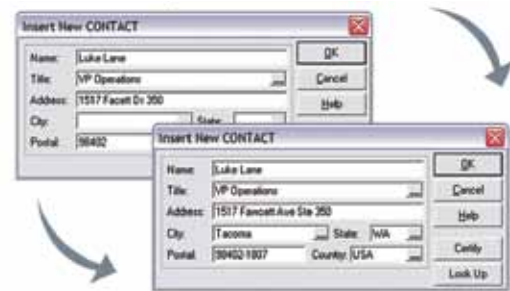 Insert New CONTACT
Name: Luke Lane
OK
Title: VP Operations ...
Cancel
Address: 1517 Facett Dr 350
Help
City: State:
Postal: 98402
Insert New CONTACT
Name: Luke Lane
OK
Title: VP Operations ...
Cancel
Address: 1517 Fawcett Ave Ste 350
Help
City: Tacoma ... State: WA ...
Postal: 98402-1807 Country: USA ...
Certify
Look Up